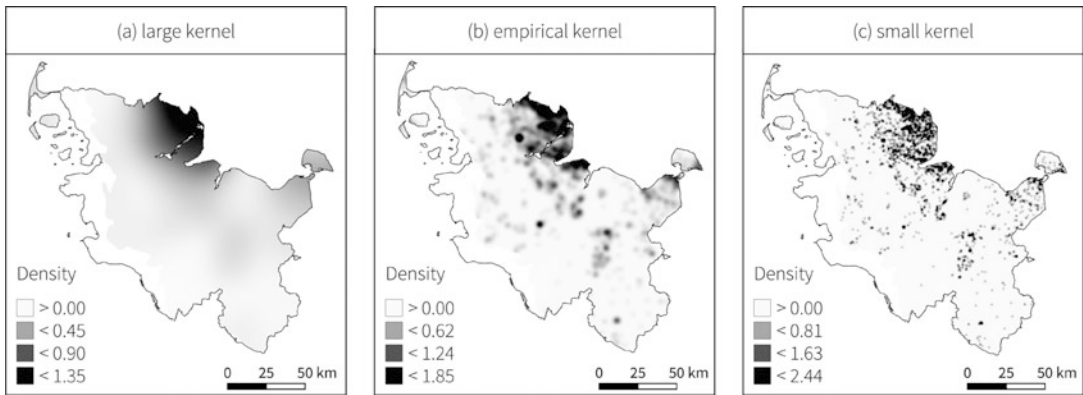 (a) large kernel
(b) empirical kernel
(c) small kernel
Density
> 0.00
< 0.45
< 0.90
< 1.35
0 25 50 km
Density
> 0.00
< 0.62
< 1.24
< 1.85
0 25 50 km
Density
> 0.00
< 0.81
< 1.63
< 2.44
0 25 50 km